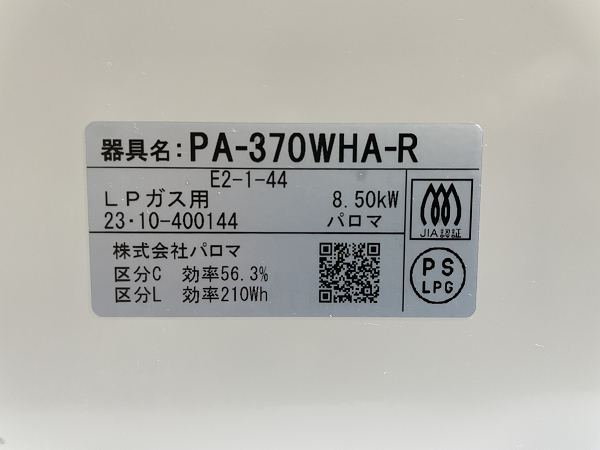 器具名:PA-370WHA-R
E2-1-44
LPガス用 8.50kW
23・10-400144 パロマ
株式会社パロマ
区分C 効率56.3%
区分L 効率210Wh
JIA認証
PS
LPG